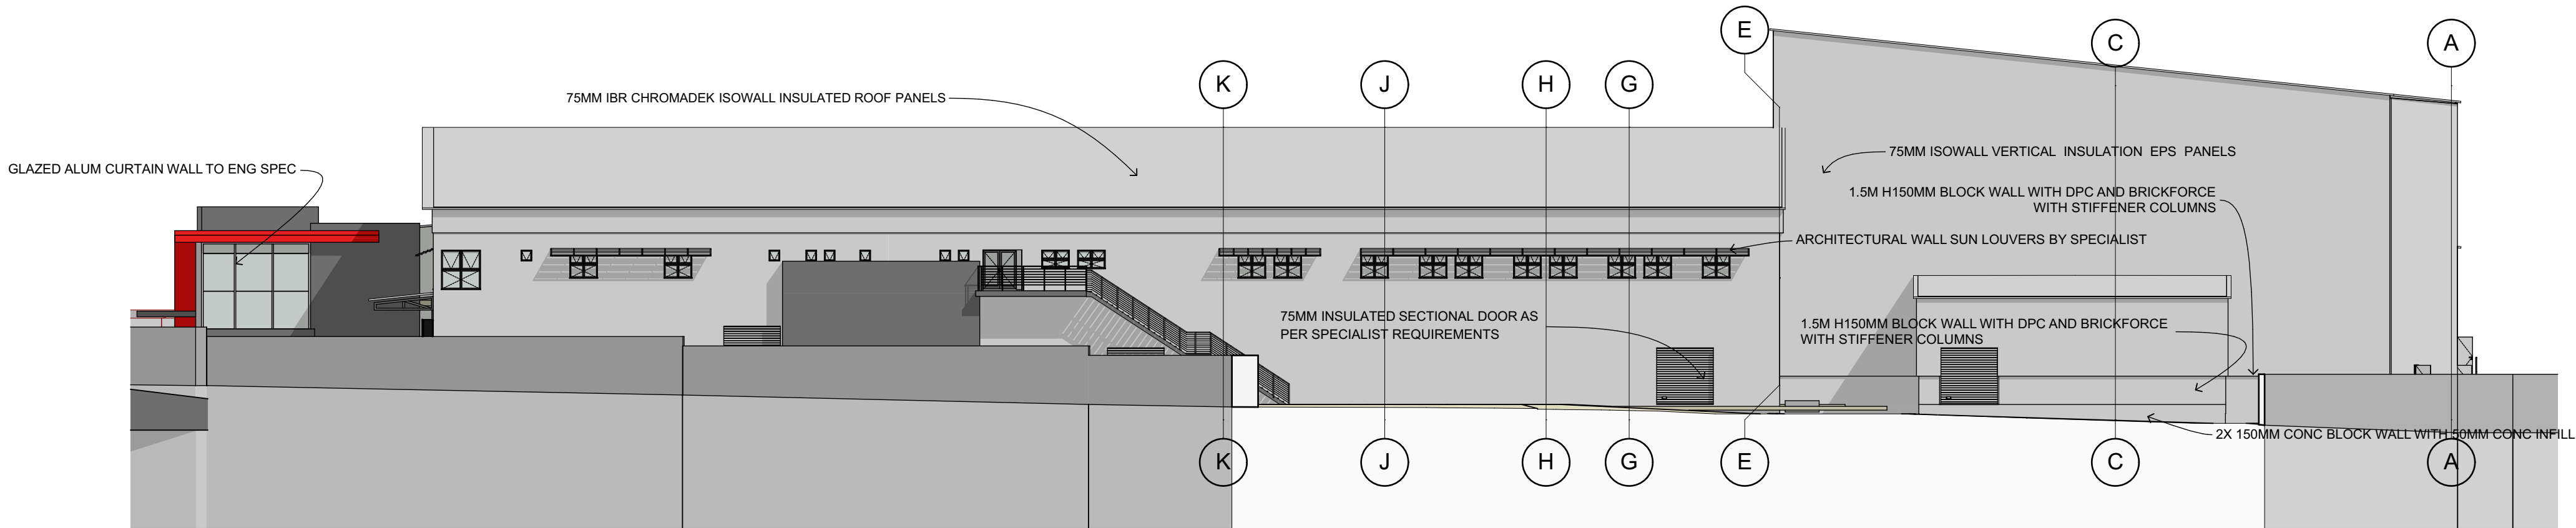 E
C
A
K
J
H
G
75MM IBR CHROMADEK ISOWALL INSULATED ROOF PANELS
GLAZED ALUM CURTAIN WALL TO ENG SPEC
75MM ISOWALL VERTICAL INSULATION EPS PANELS
1.5M H150MM BLOCK WALL WITH DPC AND BRICKFORCE
WITH STIFFENER COLUMNS
ARCHITECTURAL WALL SUN LOUVERS BY SPECIALIST
75MM INSULATED SECTIONAL DOOR AS
PER SPECIALIST REQUIREMENTS
1.5M H150MM BLOCK WALL WITH DPC AND BRICKFORCE
WITH STIFFENER COLUMNS
2X 150MM CONC BLOCK WALL WITH 50MM CONC INFILL
K
J
H
G
E
C
A